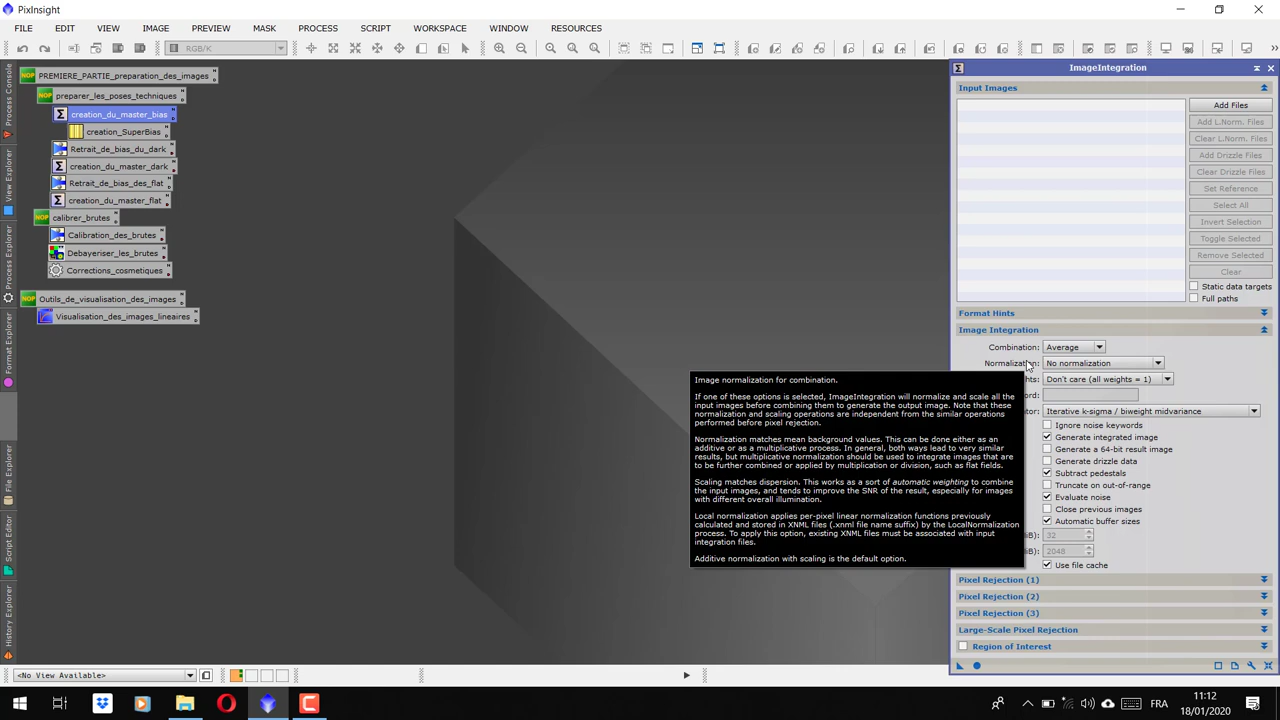 PixInsight
FILE EDIT VIEW IMAGE PREVIEW MASK PROCESS SCRIPT WORKSPACE WINDOW RESOURCES
RGB/K
Process Console
View Explorer
Process Explorer
Format Explorer
File Explorer
Script Editor
History Explorer
NOP PREMIERE_PARTIE_preparation_des_images
NOP preparer_les_poses_techniques
Σ creation_du_master_bias
creation_SuperBias
Retrait_de_bias_du_dark
Σ creation_du_master_dark
Retrait_de_bias_des_flat
Σ creation_du_master_flat
NOP calibrer_brutes
Calibration_des_brutes
Debayeriser_les_brutes
Corrections_cosmetiques
NOP Outils_de_visualisation_des_images
Visualisation_des_images_lineaires
Σ ImageIntegration
Input Images
Add Files
Add L.Norm. Files
Clear L.Norm. Files
Add Drizzle Files
Clear Drizzle Files
Set Reference
Select All
Invert Selection
Toggle Selected
Remove Selected
Clear
Static data targets
Full paths
Format Hints
Image Integration
Combination: Average
Normalization: No normalization
hts: Don't care (all weights = 1)
ord:
tor: Iterative k-sigma / biweight midvariance
Ignore noise keywords
Generate integrated image
Generate a 64-bit result image
Generate drizzle data
Subtract pedestals
Truncate on out-of-range
Evaluate noise
Close previous images
Automatic buffer sizes
iB): 32
iB): 2048
Use file cache
Pixel Rejection (1)
Pixel Rejection (2)
Pixel Rejection (3)
Large-Scale Pixel Rejection
Region of Interest
Image normalization for combination.
If one of these options is selected, ImageIntegration will normalize and scale all the
input images before combining them to generate the output image. Note that these
normalization and scaling operations are independent from the similar operations
performed before pixel rejection.
Normalization matches mean background values. This can be done either as an
additive or as a multiplicative process. In general, both ways lead to very similar
results, but multiplicative normalization should be used to integrate images that are
to be further combined or applied by multiplication or division, such as flat fields.
Scaling matches dispersion. This works as a sort of automatic weighting to combine
the input images, and tends to improve the SNR of the result, especially for images
with different overall illumination.
Local normalization applies per-pixel linear normalization functions previously
calculated and stored in XNML files (.xnml file name suffix) by the LocalNormalization
process. To apply this option, existing XNML files must be associated with input
integration files.
Additive normalization with scaling is the default option.
<No View Available>
FRA
11:12
18/01/2020